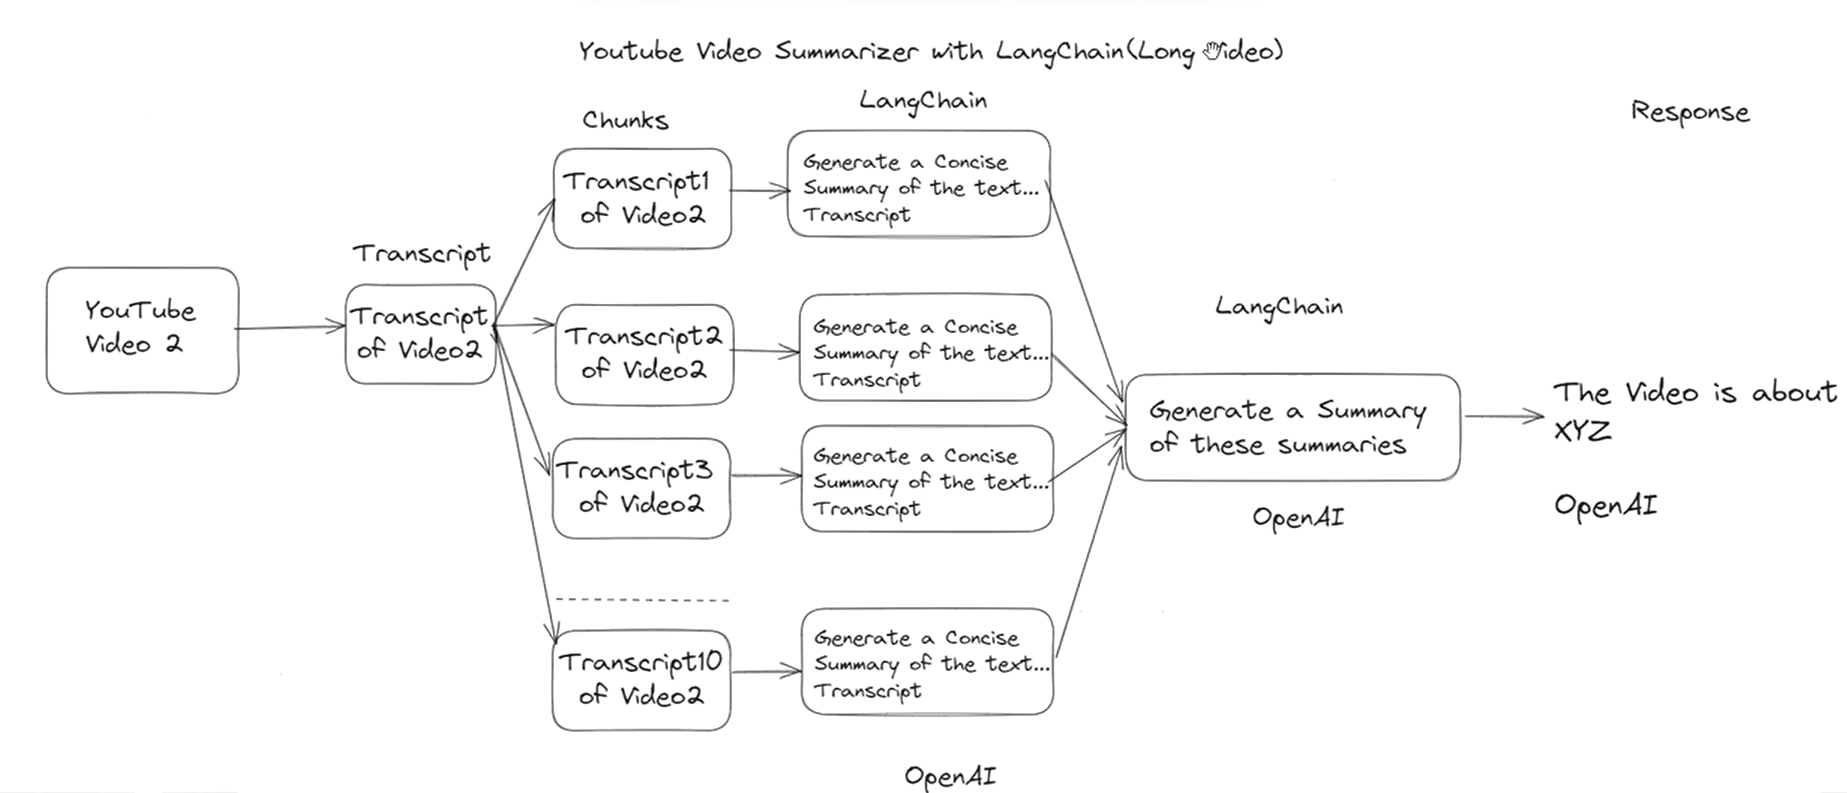 Youtube Video Summarizer with LangChain(Long Video)
LangChain
Response
Chunks
Generate a Concise
Summary of the text...
Transcript
Transcript1
of Video2
Transcript
YouTube
Video 2
Transcript
of Video2
Transcript2
of Video2
Generate a Concise
Summary of the text...
Transcript
LangChain
Generate a Summary
of these summaries
The Video is about
XYZ
Transcript3
of Video2
Generate a Concise
Summary of the text...
Transcript
OpenAI
OpenAI
Transcript10
of Video2
Generate a Concise
Summary of the text...
Transcript
OpenAI